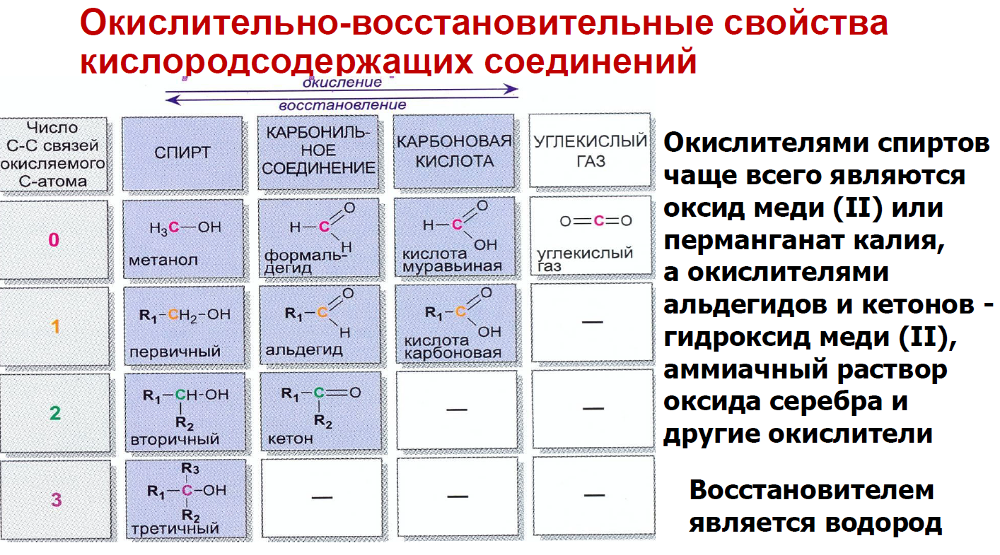 Окислительно-восстановительные свойства
кислородсодержащих соединений
окисление
восстановление
Число
С-С связей
окисляемого
С-атома
СПИРТ
КАРБОНИЛЬ-
НОЕ
СОЕДИНЕНИЕ
КАРБОНОВАЯ
КИСЛОТА
УГЛЕКИСЛЫЙ
ГАЗ
0
H3C—OH
метанол
O
H—C
H
формаль-
дегид
O
H—C
OH
кислота
муравьиная
O=C=O
углекислый
газ
1
R1—CH2—OH
первичный
O
R1—C
H
альдегид
O
R1—C
OH
кислота
карбоновая
—
2
R1—CH-OH
R2
вторичный
R1—C=O
R2
кетон
—
—
3
R3
R1—C—OH
R2
третичный
—
—
—
Окислителями спиртов
чаще всего являются
оксид меди (II) или
перманганат калия,
а окислителями
альдегидов и кетонов -
гидроксид меди (II),
аммиачный раствор
оксида серебра и
другие окислители
Восстановителем
является водород